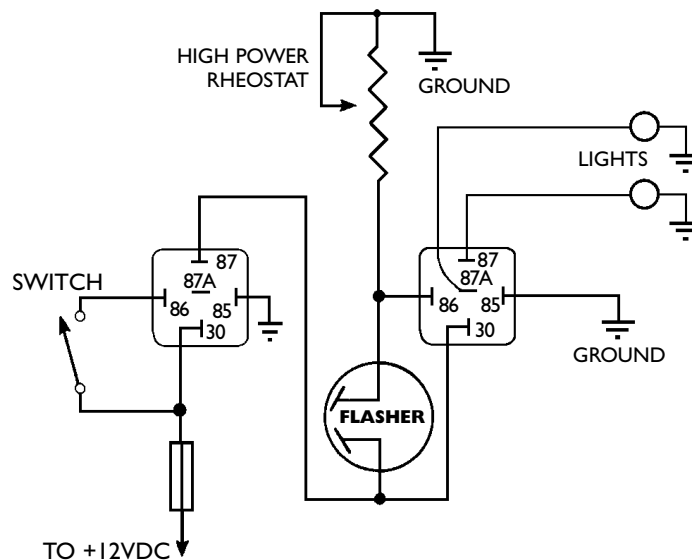 HIGH POWER
RHEOSTAT
GROUND
LIGHTS
87
87A
86
85
30
SWITCH
87
87A
86
85
30
GROUND
FLASHER
TO +12VDC